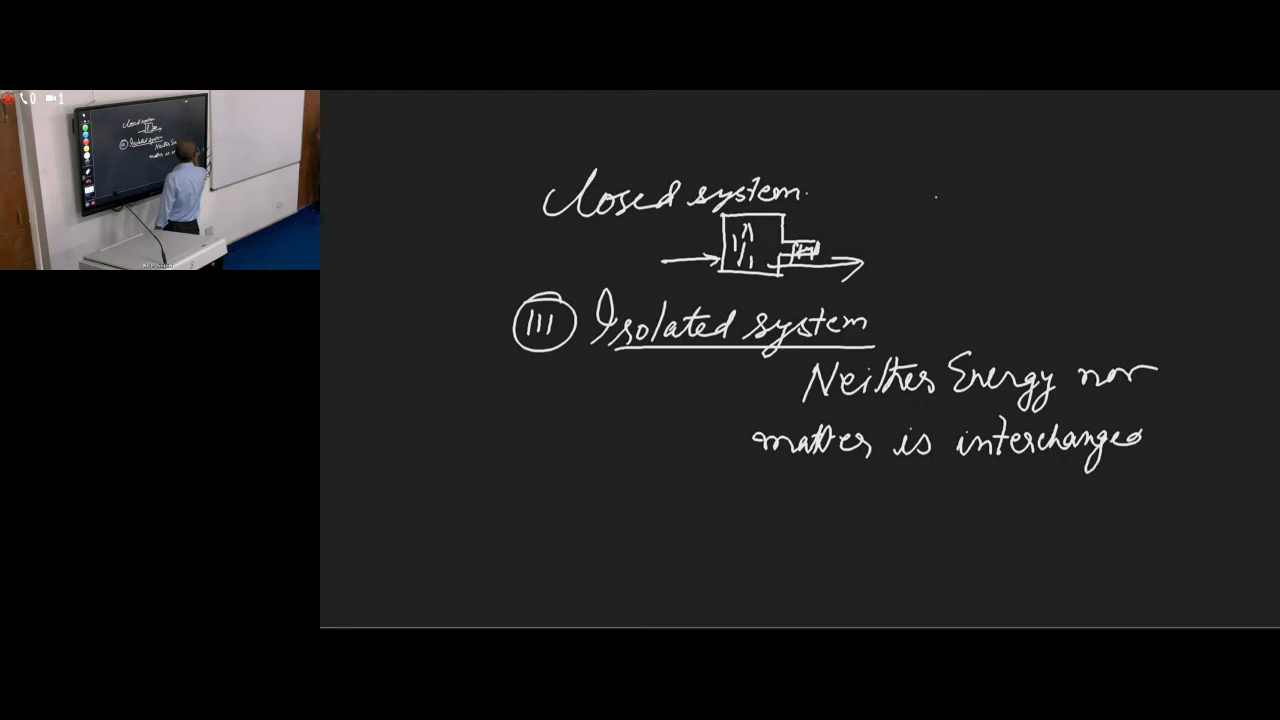 Closed system.
III Isolated system
Neither Energy nor
matter is interchanged